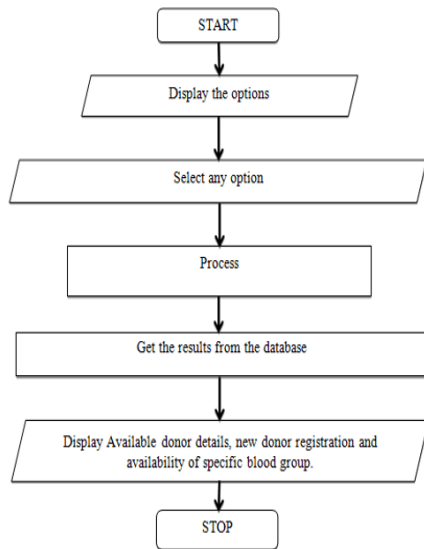 START
Display the options
Select any option
Process
Get the results from the database
Display Available donor details, new donor registration and
availability of specific blood group.
STOP